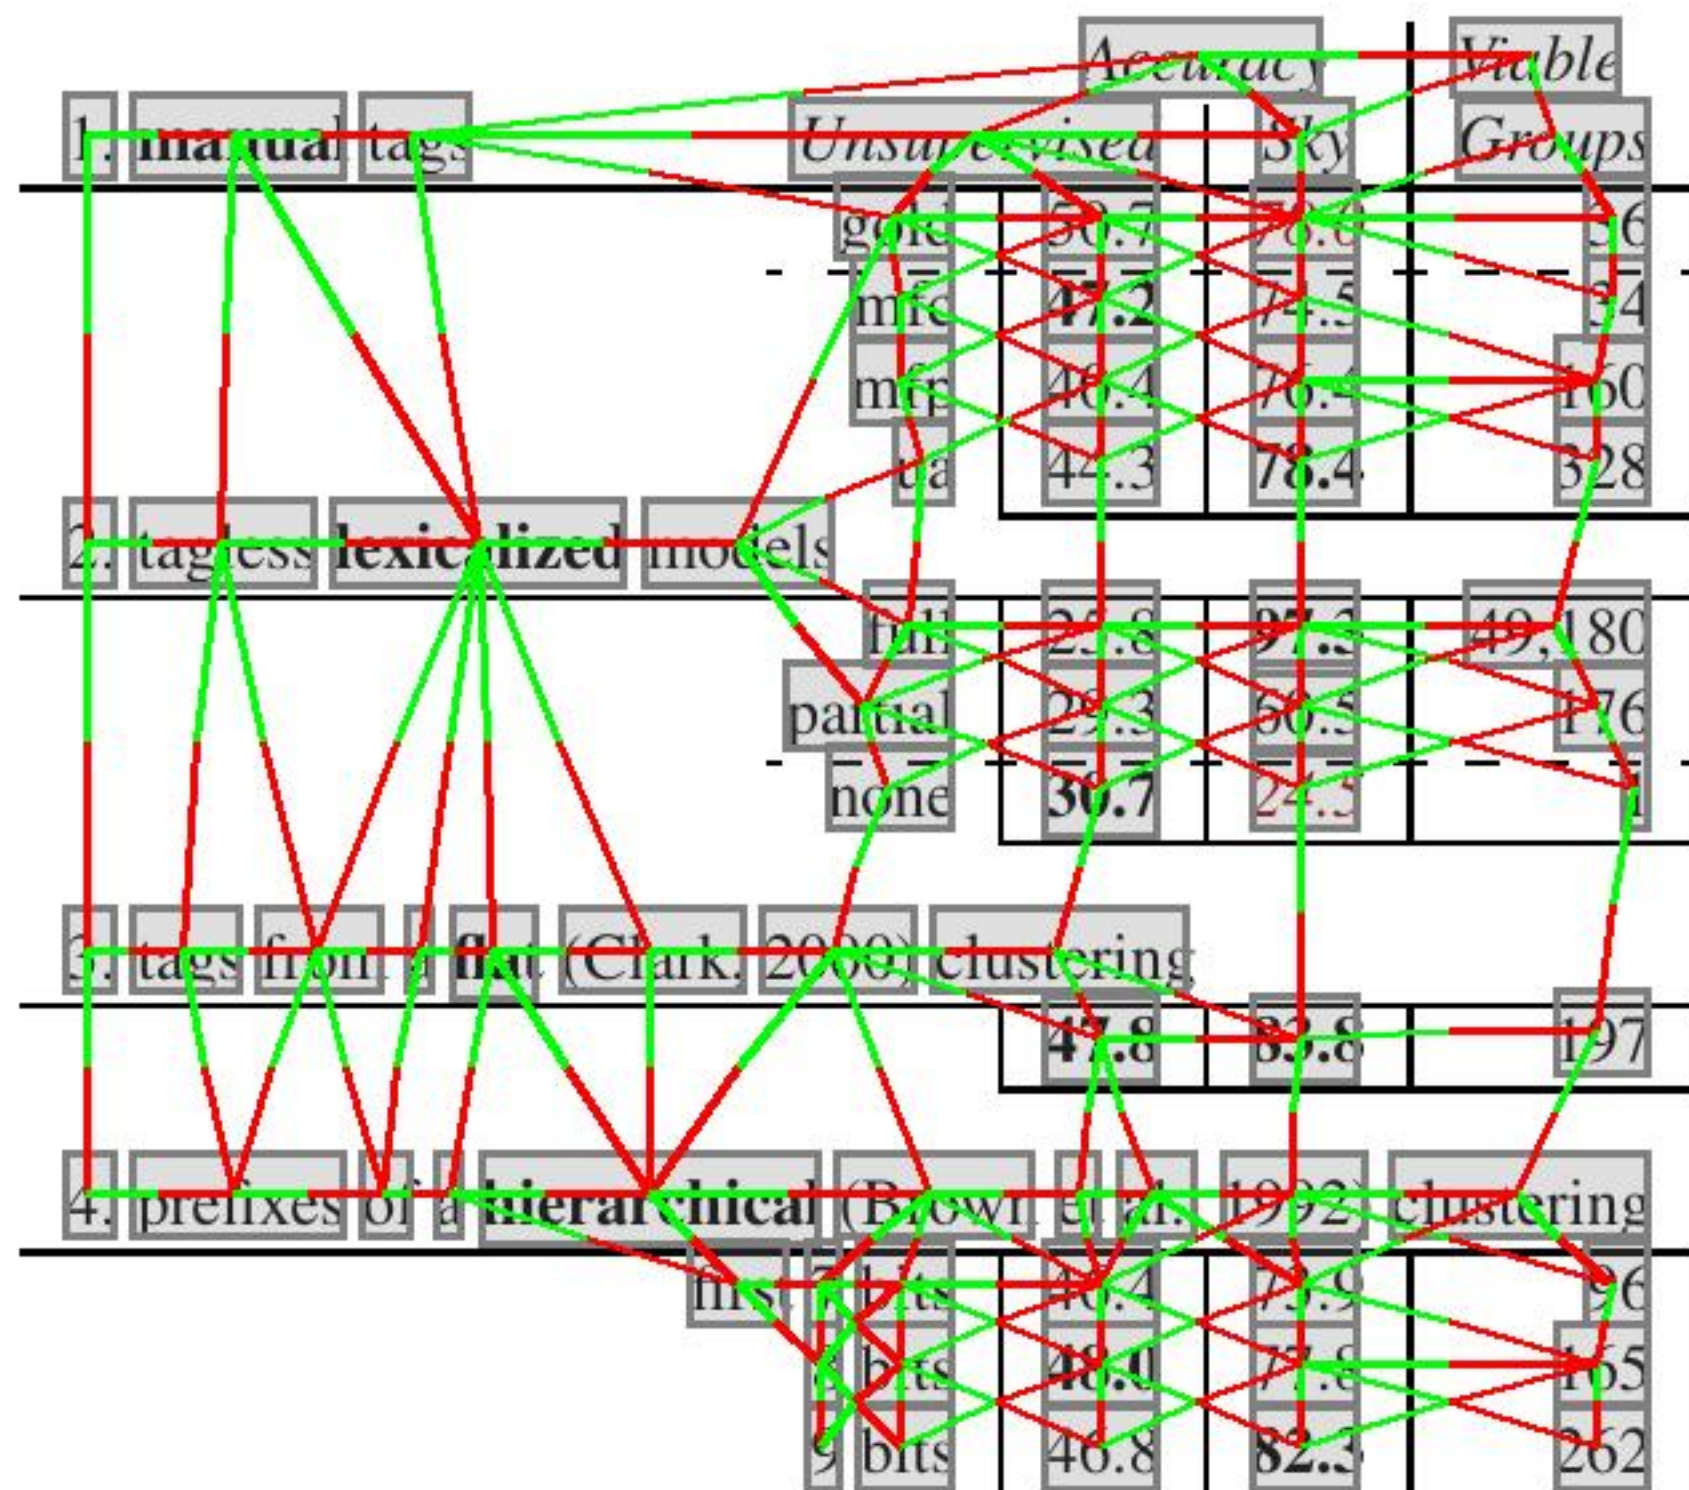 Accuracy Viable
1. manual tags Unsupervised Sky Groups
gold 50.7 78.0 36
mfc 47.2 74.5 34
mfp 40.4 76.4 160
ua 44.3 78.4 328
2. tagless lexicalized models
full 25.8 97.3 49,180
partial 29.3 60.5 176
none 30.7 24.5 1
3. tags from a flat (Clark, 2000) clustering
47.8 83.8 197
4. prefixes of a hierarchical (Brown et al., 1992) clustering
first 7 bits 46.4 73.9 96
8 bits 48.0 77.8 165
9 bits 46.8 82.3 262